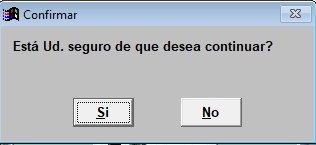 Confirmar
Está Ud. seguro de que desea continuar?
Si
No